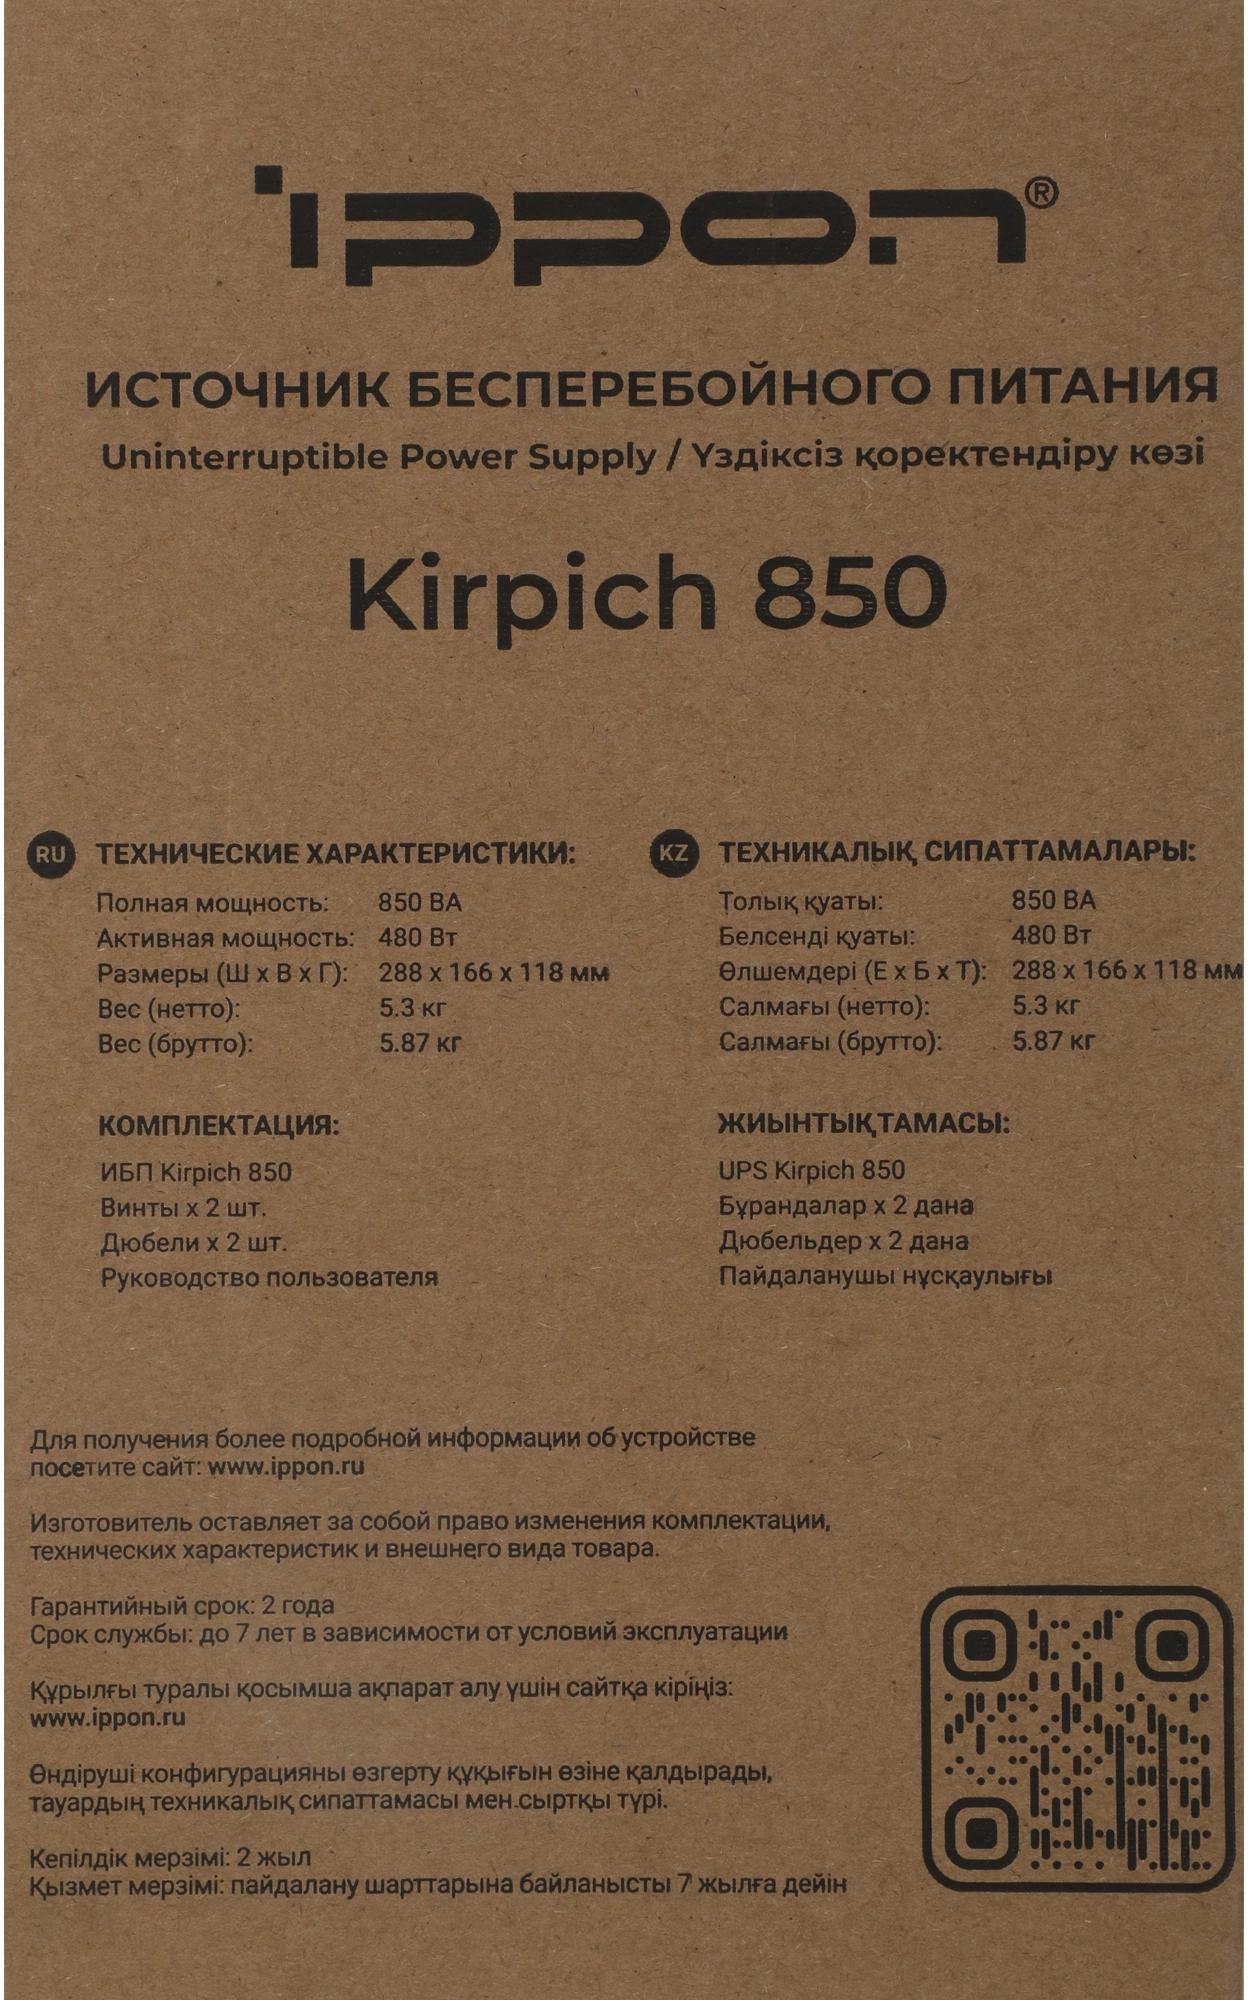 ippon®
ИСТОЧНИК БЕСПЕРЕБОЙНОГО ПИТАНИЯ
Uninterruptible Power Supply / Үздіксіз қоректендіру көзі
Kirpich 850
RU ТЕХНИЧЕСКИЕ ХАРАКТЕРИСТИКИ:
Полная мощность: 850 ВА
Активная мощность: 480 Вт
Размеры (Ш х В х Г): 288 х 166 х 118 мм
Вес (нетто): 5.3 кг
Вес (брутто): 5.87 кг
КОМПЛЕКТАЦИЯ:
ИБП Kirpich 850
Винты х 2 шт.
Дюбели х 2 шт.
Руководство пользователя
KZ ТЕХНИКАЛЫҚ СИПАТТАМАЛАРЫ:
Толық қуаты: 850 ВА
Белсенді қуаты: 480 Вт
Өлшемдері (Е х Б х Т): 288 х 166 х 118 мм
Салмағы (нетто): 5.3 кг
Салмағы (брутто): 5.87 кг
ЖИЫНТЫҚТАМАСЫ:
UPS Kirpich 850
Бұрандалар х 2 дана
Дюбельдер х 2 дана
Пайдаланушы нұсқаулығы
Для получения более подробной информации об устройстве
посетите сайт: www.ippon.ru
Изготовитель оставляет за собой право изменения комплектации,
технических характеристик и внешнего вида товара.
Гарантийный срок: 2 года
Срок службы: до 7 лет в зависимости от условий эксплуатации
Құрылғы туралы қосымша ақпарат алу үшін сайтқа кіріңіз:
www.ippon.ru
Өндіруші конфигурацияны өзгерту құқығын өзіне қалдырады,
тауардың техникалық сипаттамасы мен сыртқы түрі.
Кепілдік мерзімі: 2 жыл
Қызмет мерзімі: пайдалану шарттарына байланысты 7 жылға дейін